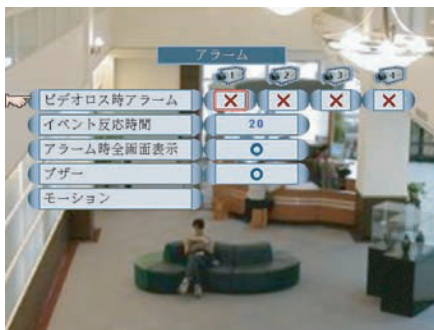 アラーム
1 2 3 4
ビデオロス時アラーム X X X X
イベント反応時間 20
アラーム時全画面表示 O
ブザー O
モーション